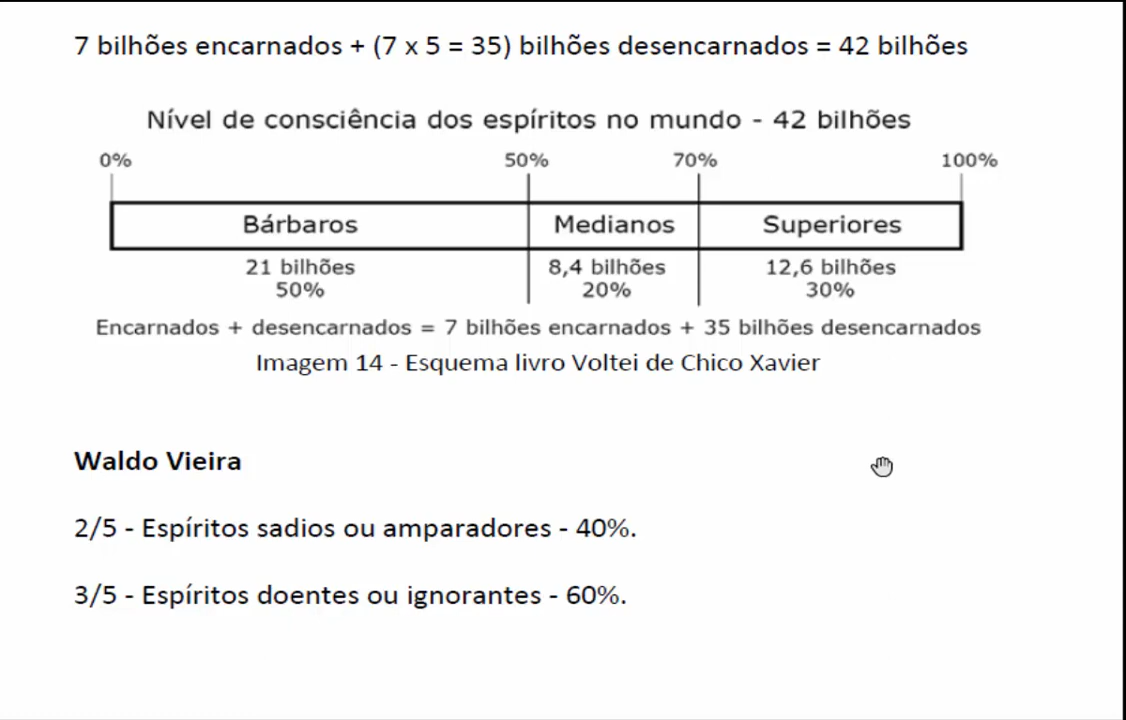 7 bilhões encarnados + (7 x 5 = 35) bilhões desencarnados = 42 bilhões
Nível de consciência dos espíritos no mundo - 42 bilhões
0% 50% 70% 100%
Bárbaros Medianos Superiores
21 bilhões 8,4 bilhões 12,6 bilhões
50% 20% 30%
Encarnados + desencarnados = 7 bilhões encarnados + 35 bilhões desencarnados
Imagem 14 - Esquema livro Voltei de Chico Xavier
Waldo Vieira
2/5 - Espíritos sadios ou amparadores - 40%.
3/5 - Espíritos doentes ou ignorantes - 60%.